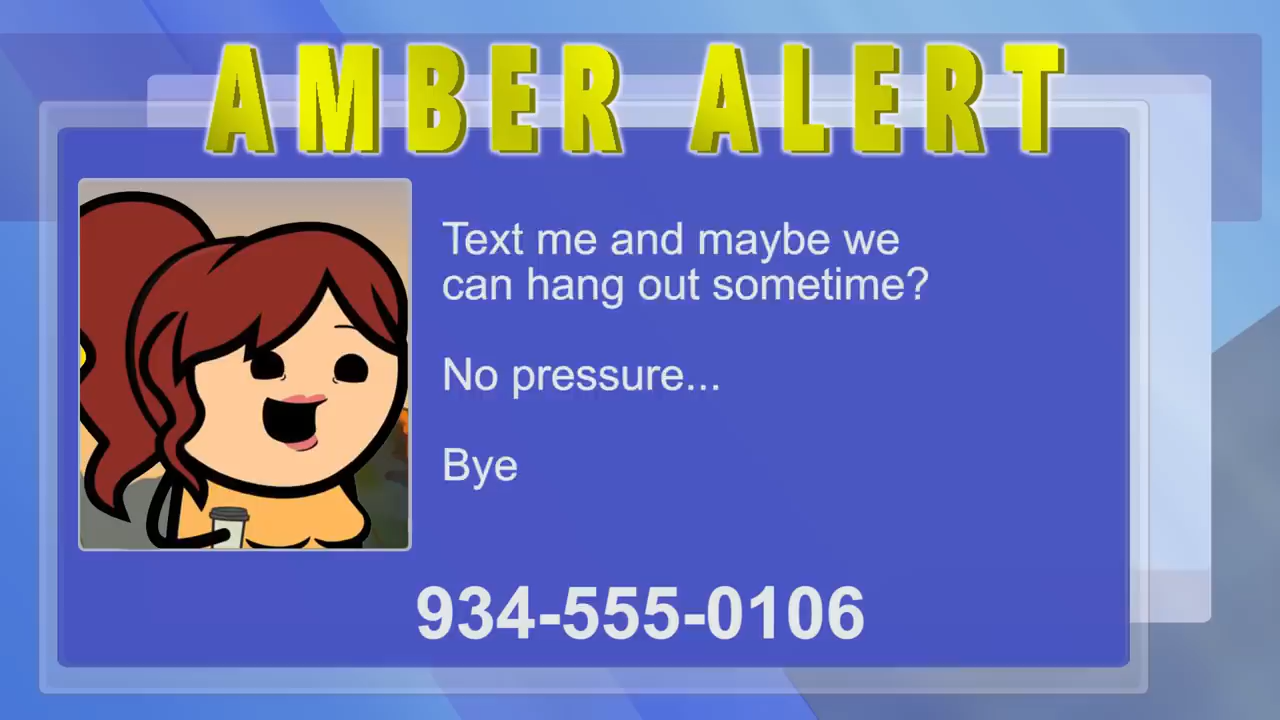 AMBER ALERT
Text me and maybe we
can hang out sometime?
No pressure...
Bye
934-555-0106